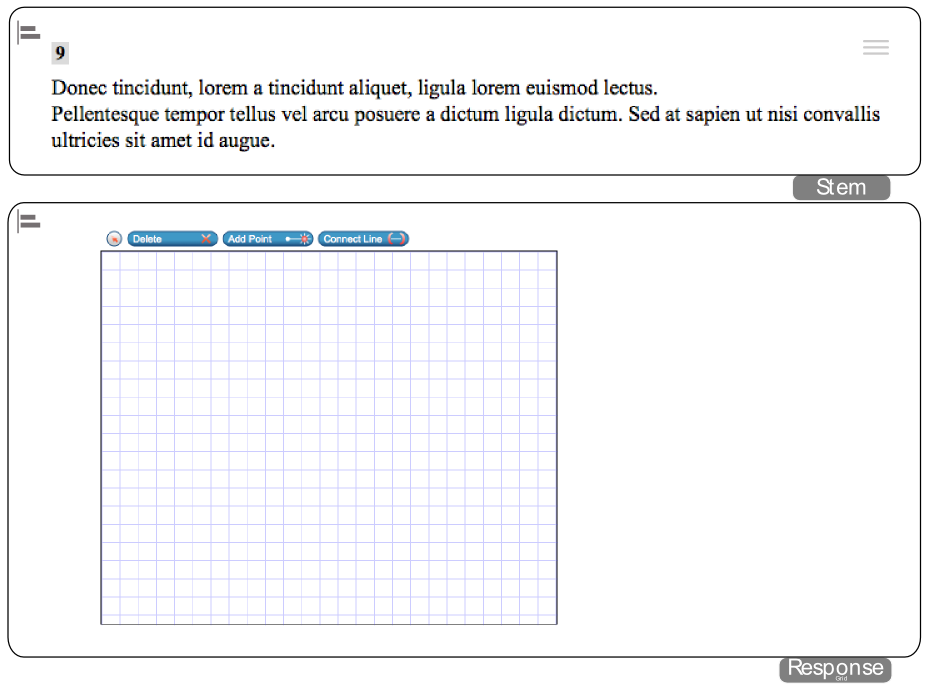 9
Donec tincidunt, lorem a tincidunt aliquet, ligula lorem euismod lectus.
Pellentesque tempor tellus vel arcu posuere a dictum ligula dictum. Sed at sapien ut nisi convallis
ultricies sit amet id augue.
Stem
Delete Add Point Connect Line
Response
Grid